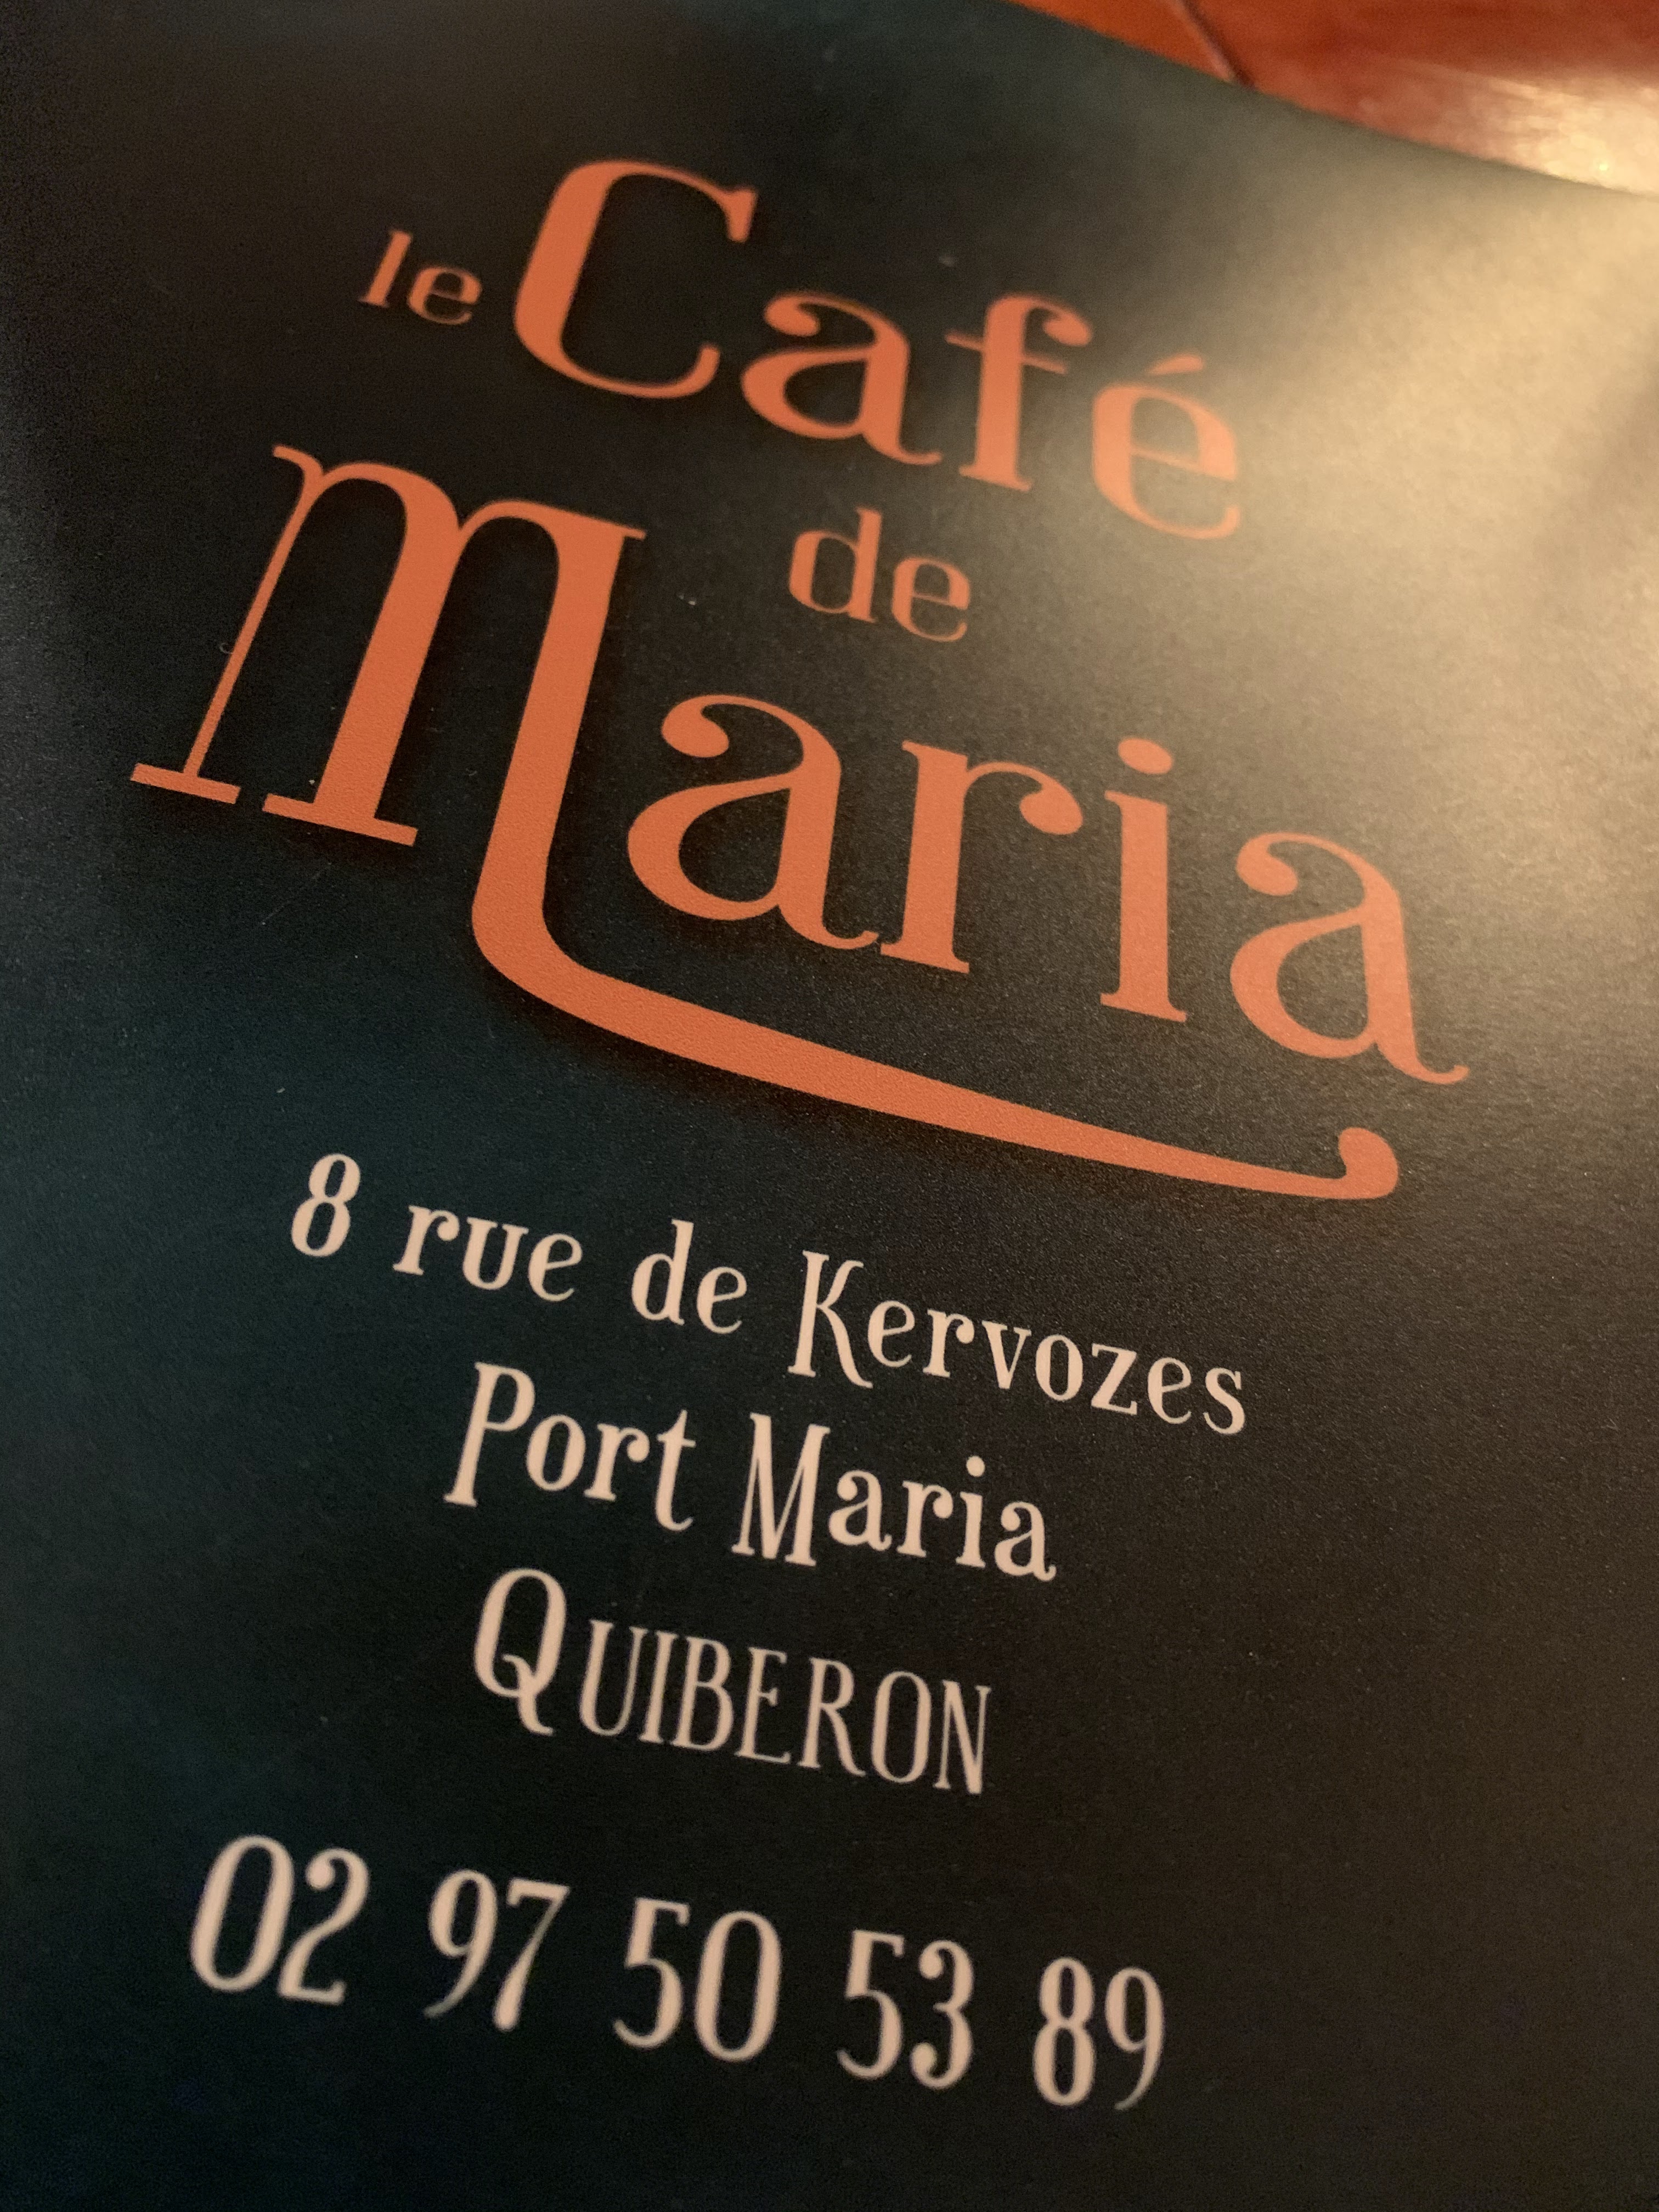 le Café
de
Maria
8 rue de Kervozes
Port Maria
QUIBERON
02 97 50 53 89